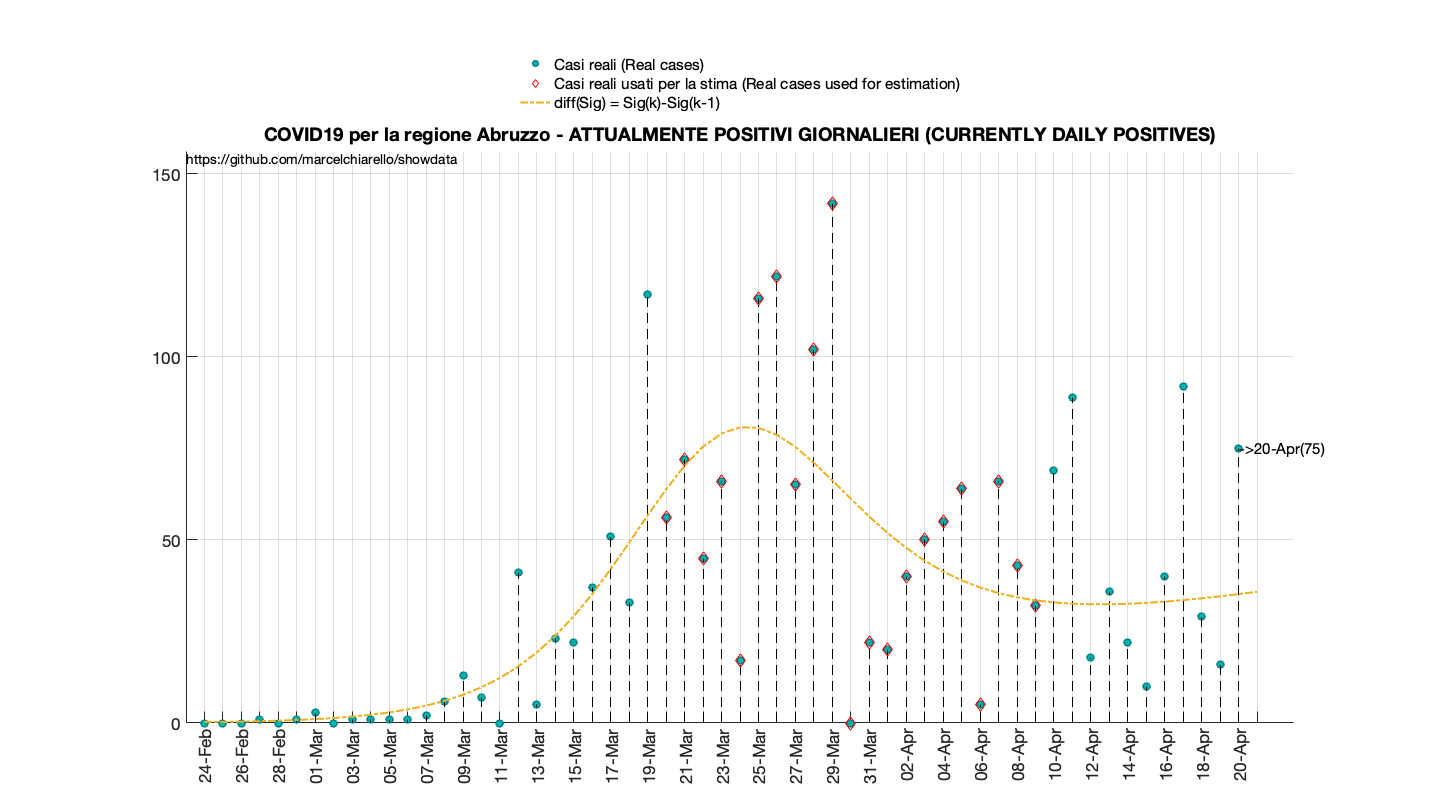 Casi reali (Real cases)
Casi reali usati per la stima (Real cases used for estimation)
diff(Sig) = Sig(k)-Sig(k-1)
COVID19 per la regione Abruzzo - ATTUALMENTE POSITIVI GIORNALIERI (CURRENTLY DAILY POSITIVES)
https://github.com/marcelchiarello/showdata
150
100
50
0
>20-Apr(75)
24-Feb
26-Feb
28-Feb
01-Mar
03-Mar
05-Mar
07-Mar
09-Mar
11-Mar
13-Mar
15-Mar
17-Mar
19-Mar
21-Mar
23-Mar
25-Mar
27-Mar
29-Mar
31-Mar
02-Apr
04-Apr
06-Apr
08-Apr
10-Apr
12-Apr
14-Apr
16-Apr
18-Apr
20-Apr